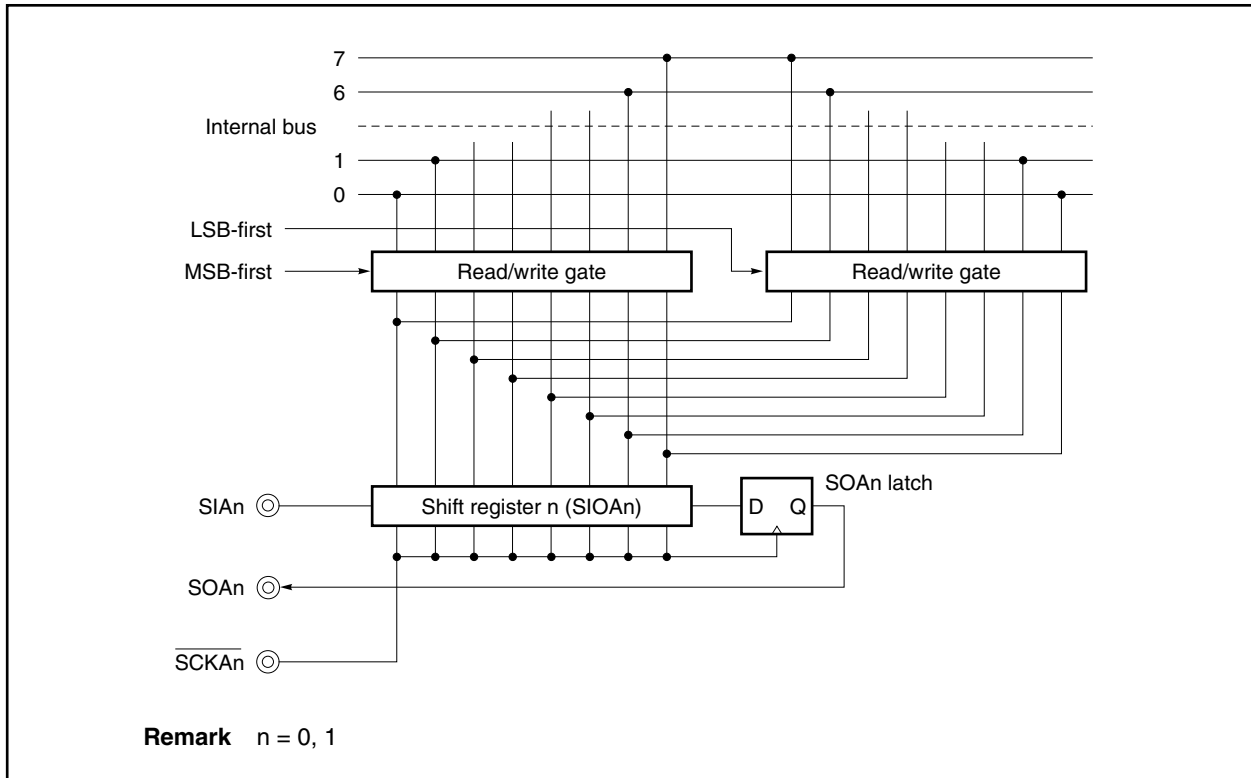 7
6
Internal bus
1
0
LSB-first
MSB-first
Read/write gate
Read/write gate
SOAn latch
SIAn
Shift register n (SIOAn)
D Q
SOAn
SCKAn
Remark n = 0, 1